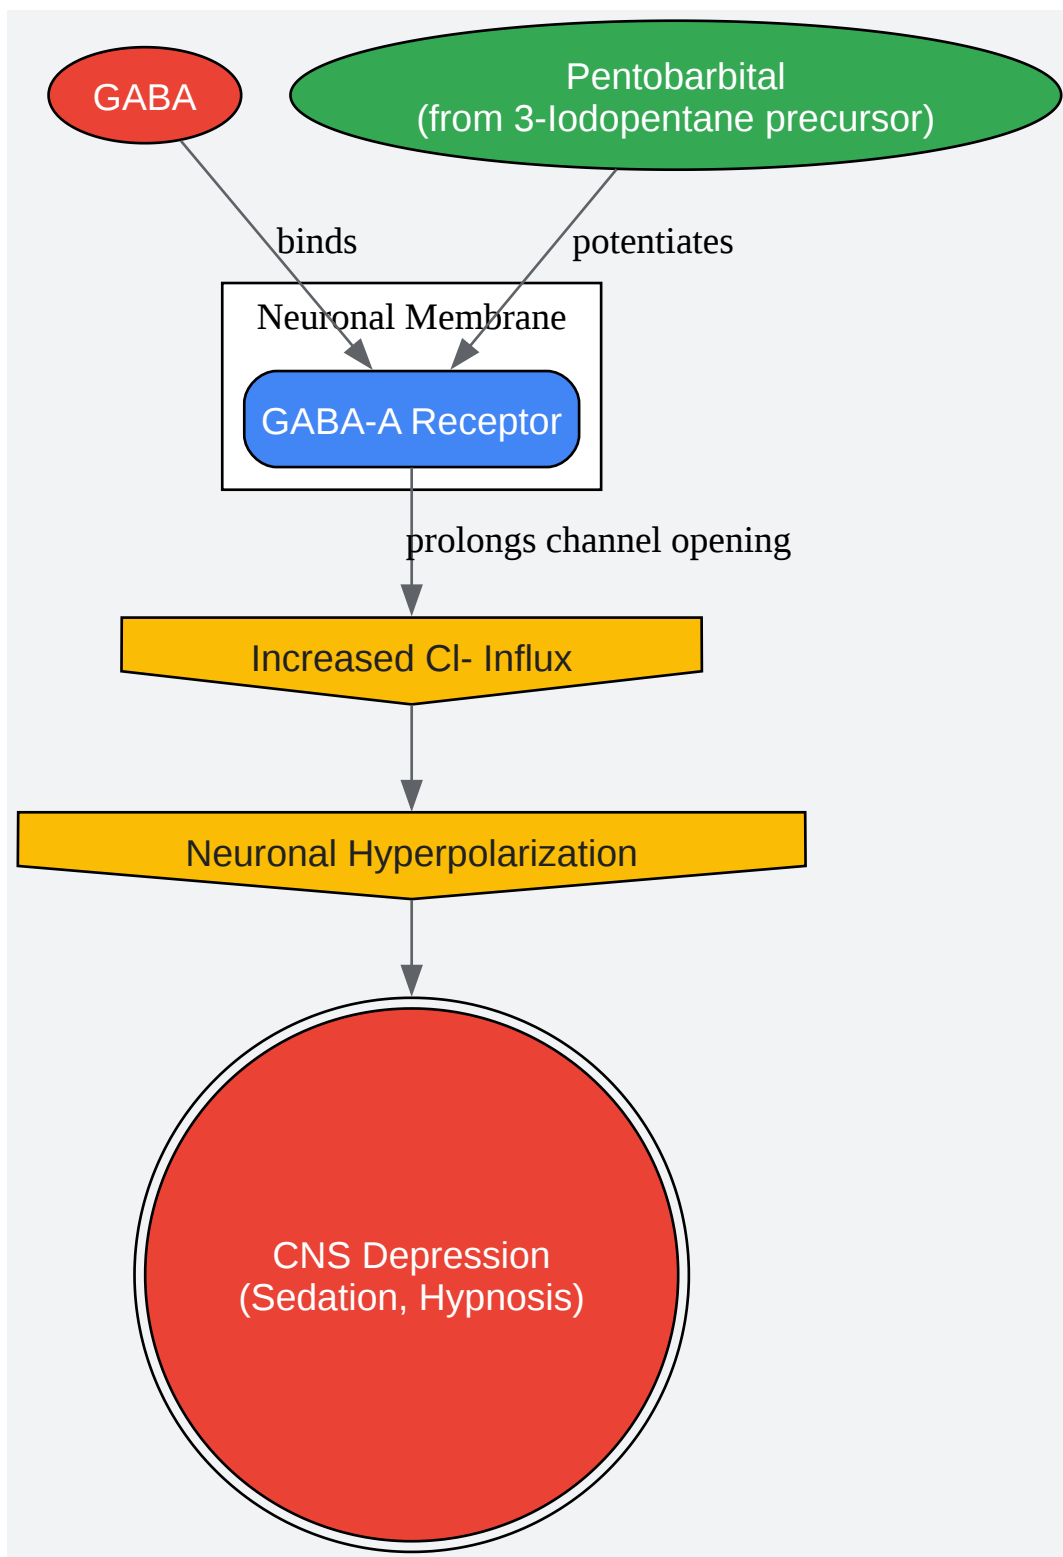 GABA
Pentobarbital
(from 3-Iodopentane precursor)
binds
potentiates
Neuronal Membrane
GABA-A Receptor
prolongs channel opening
Increased Cl- Influx
Neuronal Hyperpolarization
CNS Depression
(Sedation, Hypnosis)